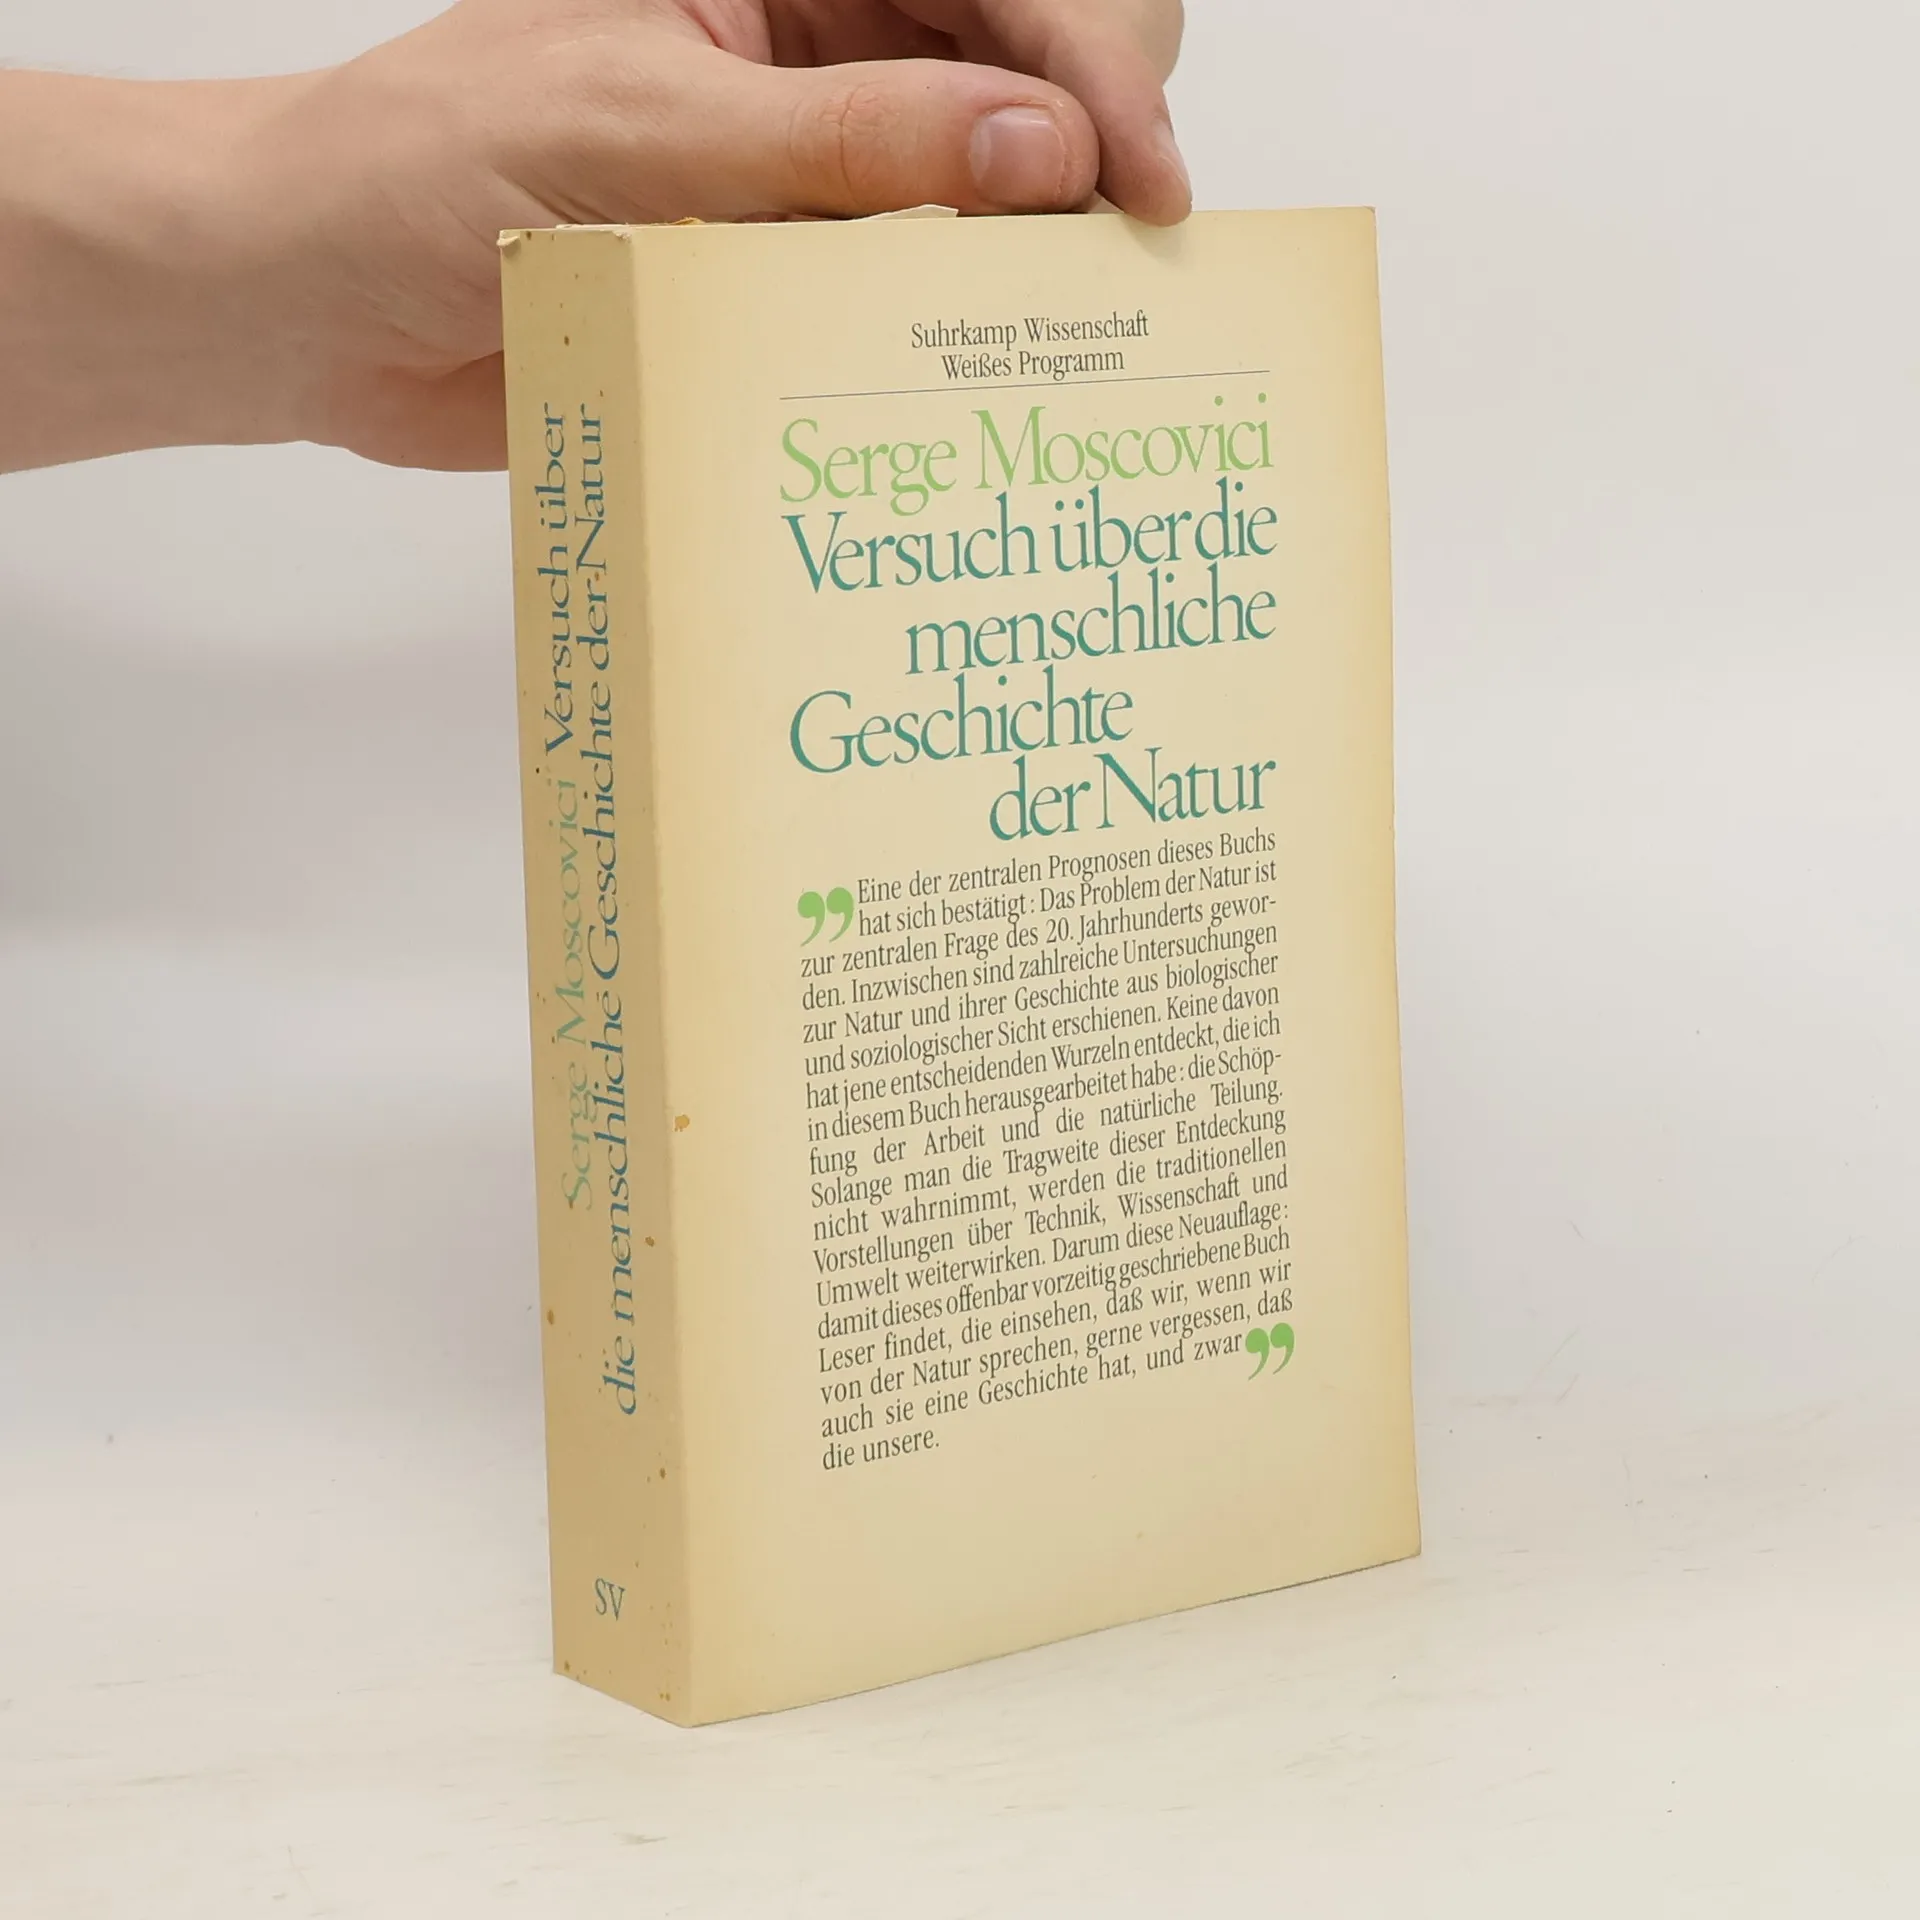 Serge Moscovici Versuch über
die menschliche Geschichte der Natur
SV
Suhrkamp Wissenschaft
Weißes Programm
Serge Moscovici
Versuch über die
menschliche
Geschichte
der Natur
„Eine der zentralen Prognosen dieses Buchs
hat sich bestätigt: Das Problem der Natur ist
zur zentralen Frage des 20. Jahrhunderts gewor-
den. Inzwischen sind zahlreiche Untersuchungen
zur Natur und ihrer Geschichte aus biologischer
und soziologischer Sicht erschienen. Keine davon
hat jene entscheidenden Wurzeln entdeckt, die ich
in diesem Buch herausgearbeitet habe: die Schöp-
fung der Arbeit und die natürliche Teilung.
Solange man die Tragweite dieser Entdeckung
nicht wahrnimmt, werden die traditionellen
Vorstellungen über Technik, Wissenschaft und
Umwelt weiterwirken. Darum diese Neuauflage:
damit dieses offenbar vorzeitig geschriebene Buch
Leser findet, die einsehen, daß wir, wenn wir
von der Natur sprechen, gerne vergessen, daß
auch sie eine Geschichte hat, und zwar”
die unsere.